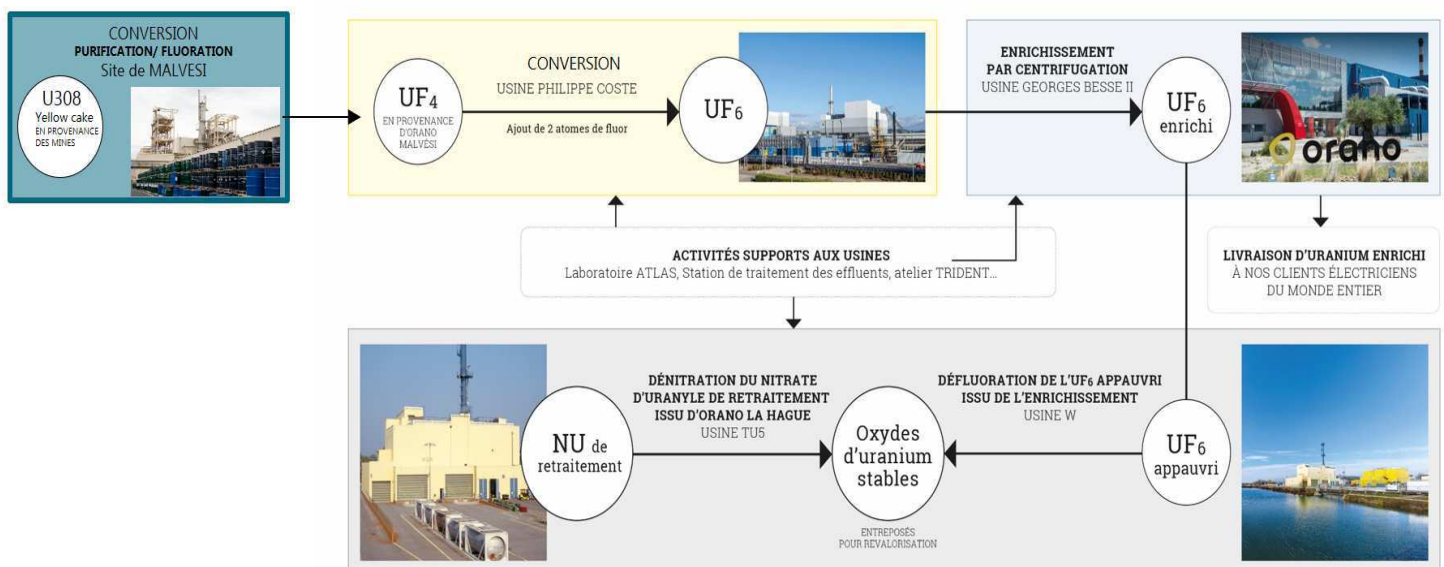 CONVERSION
PURIFICATION/ FLUORATION
Site de MALVESI
U308
Yellow cake
EN PROVENANCE
DES MINES
UF4
EN PROVENANCE
D'ORANO
MALVÉSI
CONVERSION
USINE PHILIPPE COSTE
Ajout de 2 atomes de fluor
UF6
ENRICHISSEMENT
PAR CENTRIFUGATION
USINE GEORGES BESSE II
UF6
enrichi
orano
ACTIVITÉS SUPPORTS AUX USINES
Laboratoire ATLAS, Station de traitement des effluents, atelier TRIDENT...
LIVRAISON D'URANIUM ENRICHI
À NOS CLIENTS ÉLECTRICIENS
DU MONDE ENTIER
NU de
retraitement
DÉNITRATION DU NITRATE
D'URANYLE DE RETRAITEMENT
ISSU D'ORANO LA HAGUE
USINE TU5
Oxydes
d'uranium
stables
ENTREPOSÉS
POUR REVALORISATION
DÉFLUORATION DE L'UF6 APPAUVRI
ISSU DE L'ENRICHISSEMENT
USINE W
UF6
appauvri